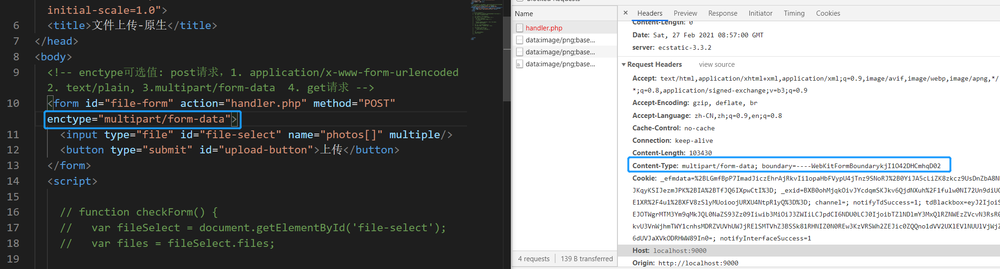 initial-scale=1.0">
6 <title>文件上传-原生</title>
7 </head>
8 <body>
9 <!-- enctype可选值: post请求, 1. application/x-www-form-urlencoded
2. text/plain, 3.multipart/form-data 4. get请求 -->
10 <form id="file-form" action="handler.php" method="POST"
enctype="multipart/form-data">
11 <input type="file" id="file-select" name="photos[]" multiple/>
12 <button type="submit" id="upload-button">上传</button>
13 </form>
14 <script>
15
16 // function checkForm() {
17 // var fileSelect = document.getElementById('file-select');
18 // var files = fileSelect.files;
19
Blocked Requests
Name
handler.php
data:image/png;base...
data:image/png;base...
data:image/png;base...
4 requests 139 B transferred
× Headers Preview Response Initiator Timing Cookies
Content-Length: 0
Date: Sat, 27 Feb 2021 08:57:00 GMT
server: ecstatic-3.3.2
Request Headers view source
Accept: text/html,application/xhtml+xml,application/xml;q=0.9,image/avif,image/webp,image/apng,*/
*;q=0.8,application/signed-exchange;v=b3;q=0.9
Accept-Encoding: gzip, deflate, br
Accept-Language: zh-CN,zh;q=0.9,en;q=0.8
Cache-Control: no-cache
Connection: keep-alive
Content-Length: 103430
Content-Type: multipart/form-data; boundary=----WebKitFormBoundarykjI1O42DHCmhqD02
Cookie: _efmdata=%2BLGmfBpP7ImadJiczEhrAjRkvIi1opaHbFVypU4jTnz9SNoRJ%2B0YiJA5cLiZK8zkcz9UsDnZbA8N
JKqyKSIJezmJPK%2BIA%2BTfJQ6IXpwCtI%3D; _exid=BXB0ohMjqkOivJYcdqmSKJkv6QjdNXuh%2F1fulw0NI72Un9diU
E1XR%2F4u1%2BXFV8zSlyMUoioojURXU4NtpR1yQ%3D%3D; channel=; notifyTdSuccess=1; tdBlackbox=eyJ2Ijoi
EJOTWgrMTM3Ym9qMkJQL0NaZS93Zz09Iiwib3MiOiJ3ZWIiLCJpdCI6NDU0LCJ0IjoibTZlNDlmY3MxQlRZNWEzZVcvN3RsR
kvU3VnWjhmTWY1cnhsMDRZVUVhUWJjRElSMTVhZ3BSSk81RHNIZ0N0REw3KzVRSWh2ZEJic0ZQQno1dVV2UXlEVlNUUlVjWj
6dUVJaXVkODRHWW89In0=; notifyInterfaceSuccess=1
Host: localhost:9000
Origin: http://localhost:9000